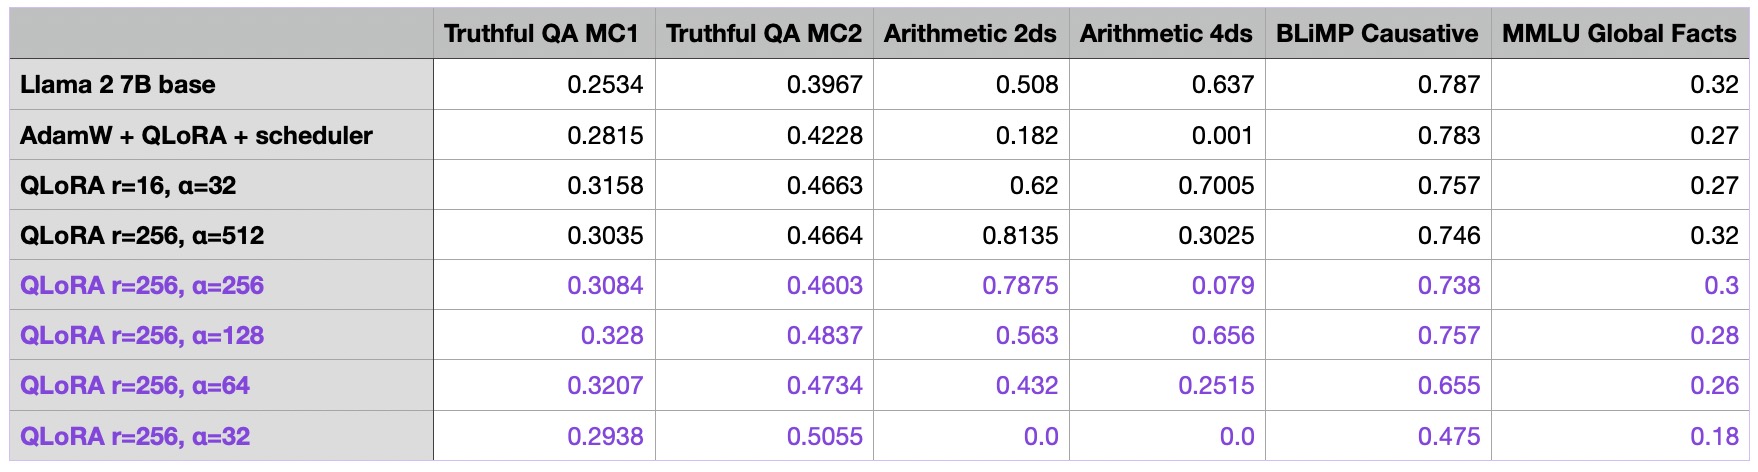 Truthful QA MC1 Truthful QA MC2 Arithmetic 2ds Arithmetic 4ds BLiMP Causative MMLU Global Facts
Llama 2 7B base 0.2534 0.3967 0.508 0.637 0.787 0.32
AdamW + QLoRA + scheduler 0.2815 0.4228 0.182 0.001 0.783 0.27
QLoRA r=16, α=32 0.3158 0.4663 0.62 0.7005 0.757 0.27
QLoRA r=256, α=512 0.3035 0.4664 0.8135 0.3025 0.746 0.32
QLoRA r=256, α=256 0.3084 0.4603 0.7875 0.079 0.738 0.3
QLoRA r=256, α=128 0.328 0.4837 0.563 0.656 0.757 0.28
QLoRA r=256, α=64 0.3207 0.4734 0.432 0.2515 0.655 0.26
QLoRA r=256, α=32 0.2938 0.5055 0.0 0.0 0.475 0.18